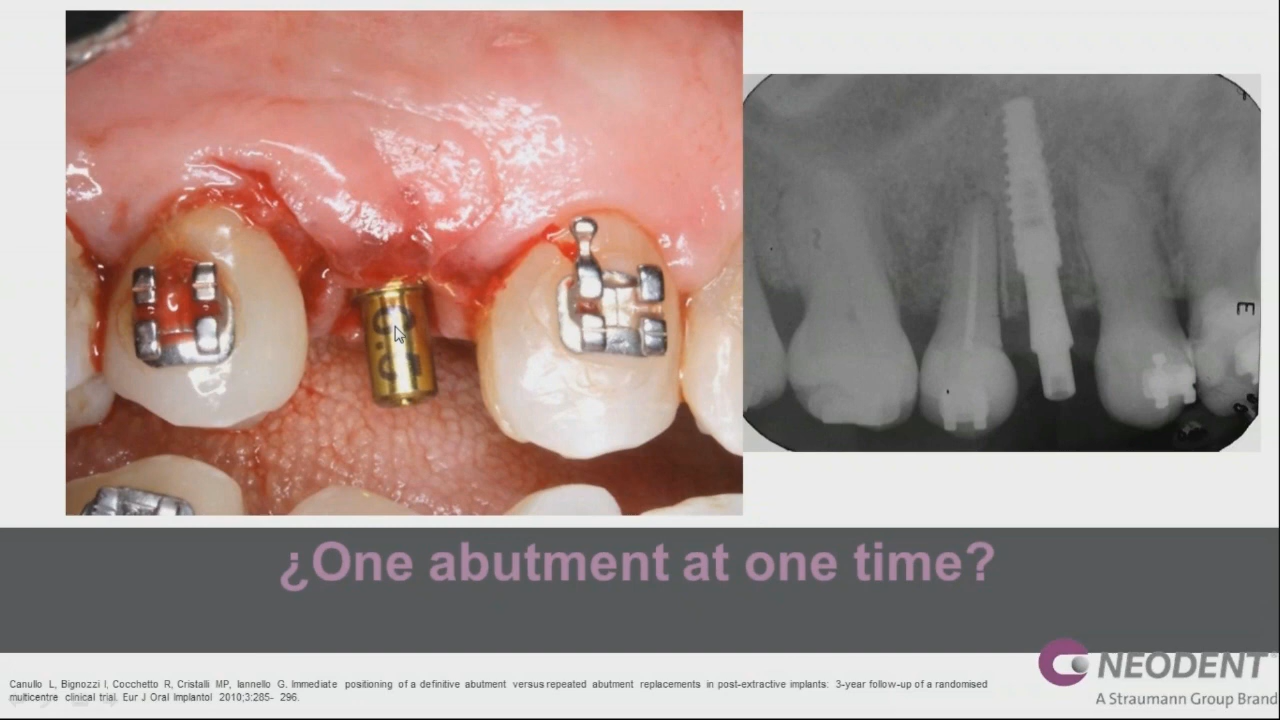 E
¿One abutment at one time?
NEODENT
A Straumann Group Brand
Canullo L, Bignozzi I, Cocchetto R, Cristalli MP, Iannello G. Immediate positioning of a definitive abutment versus repeated abutment replacements in post-extractive implants: 3-year follow-up of a randomised
multicentre clinical trial. Eur J Oral Implantol 2010;3:285- 296.